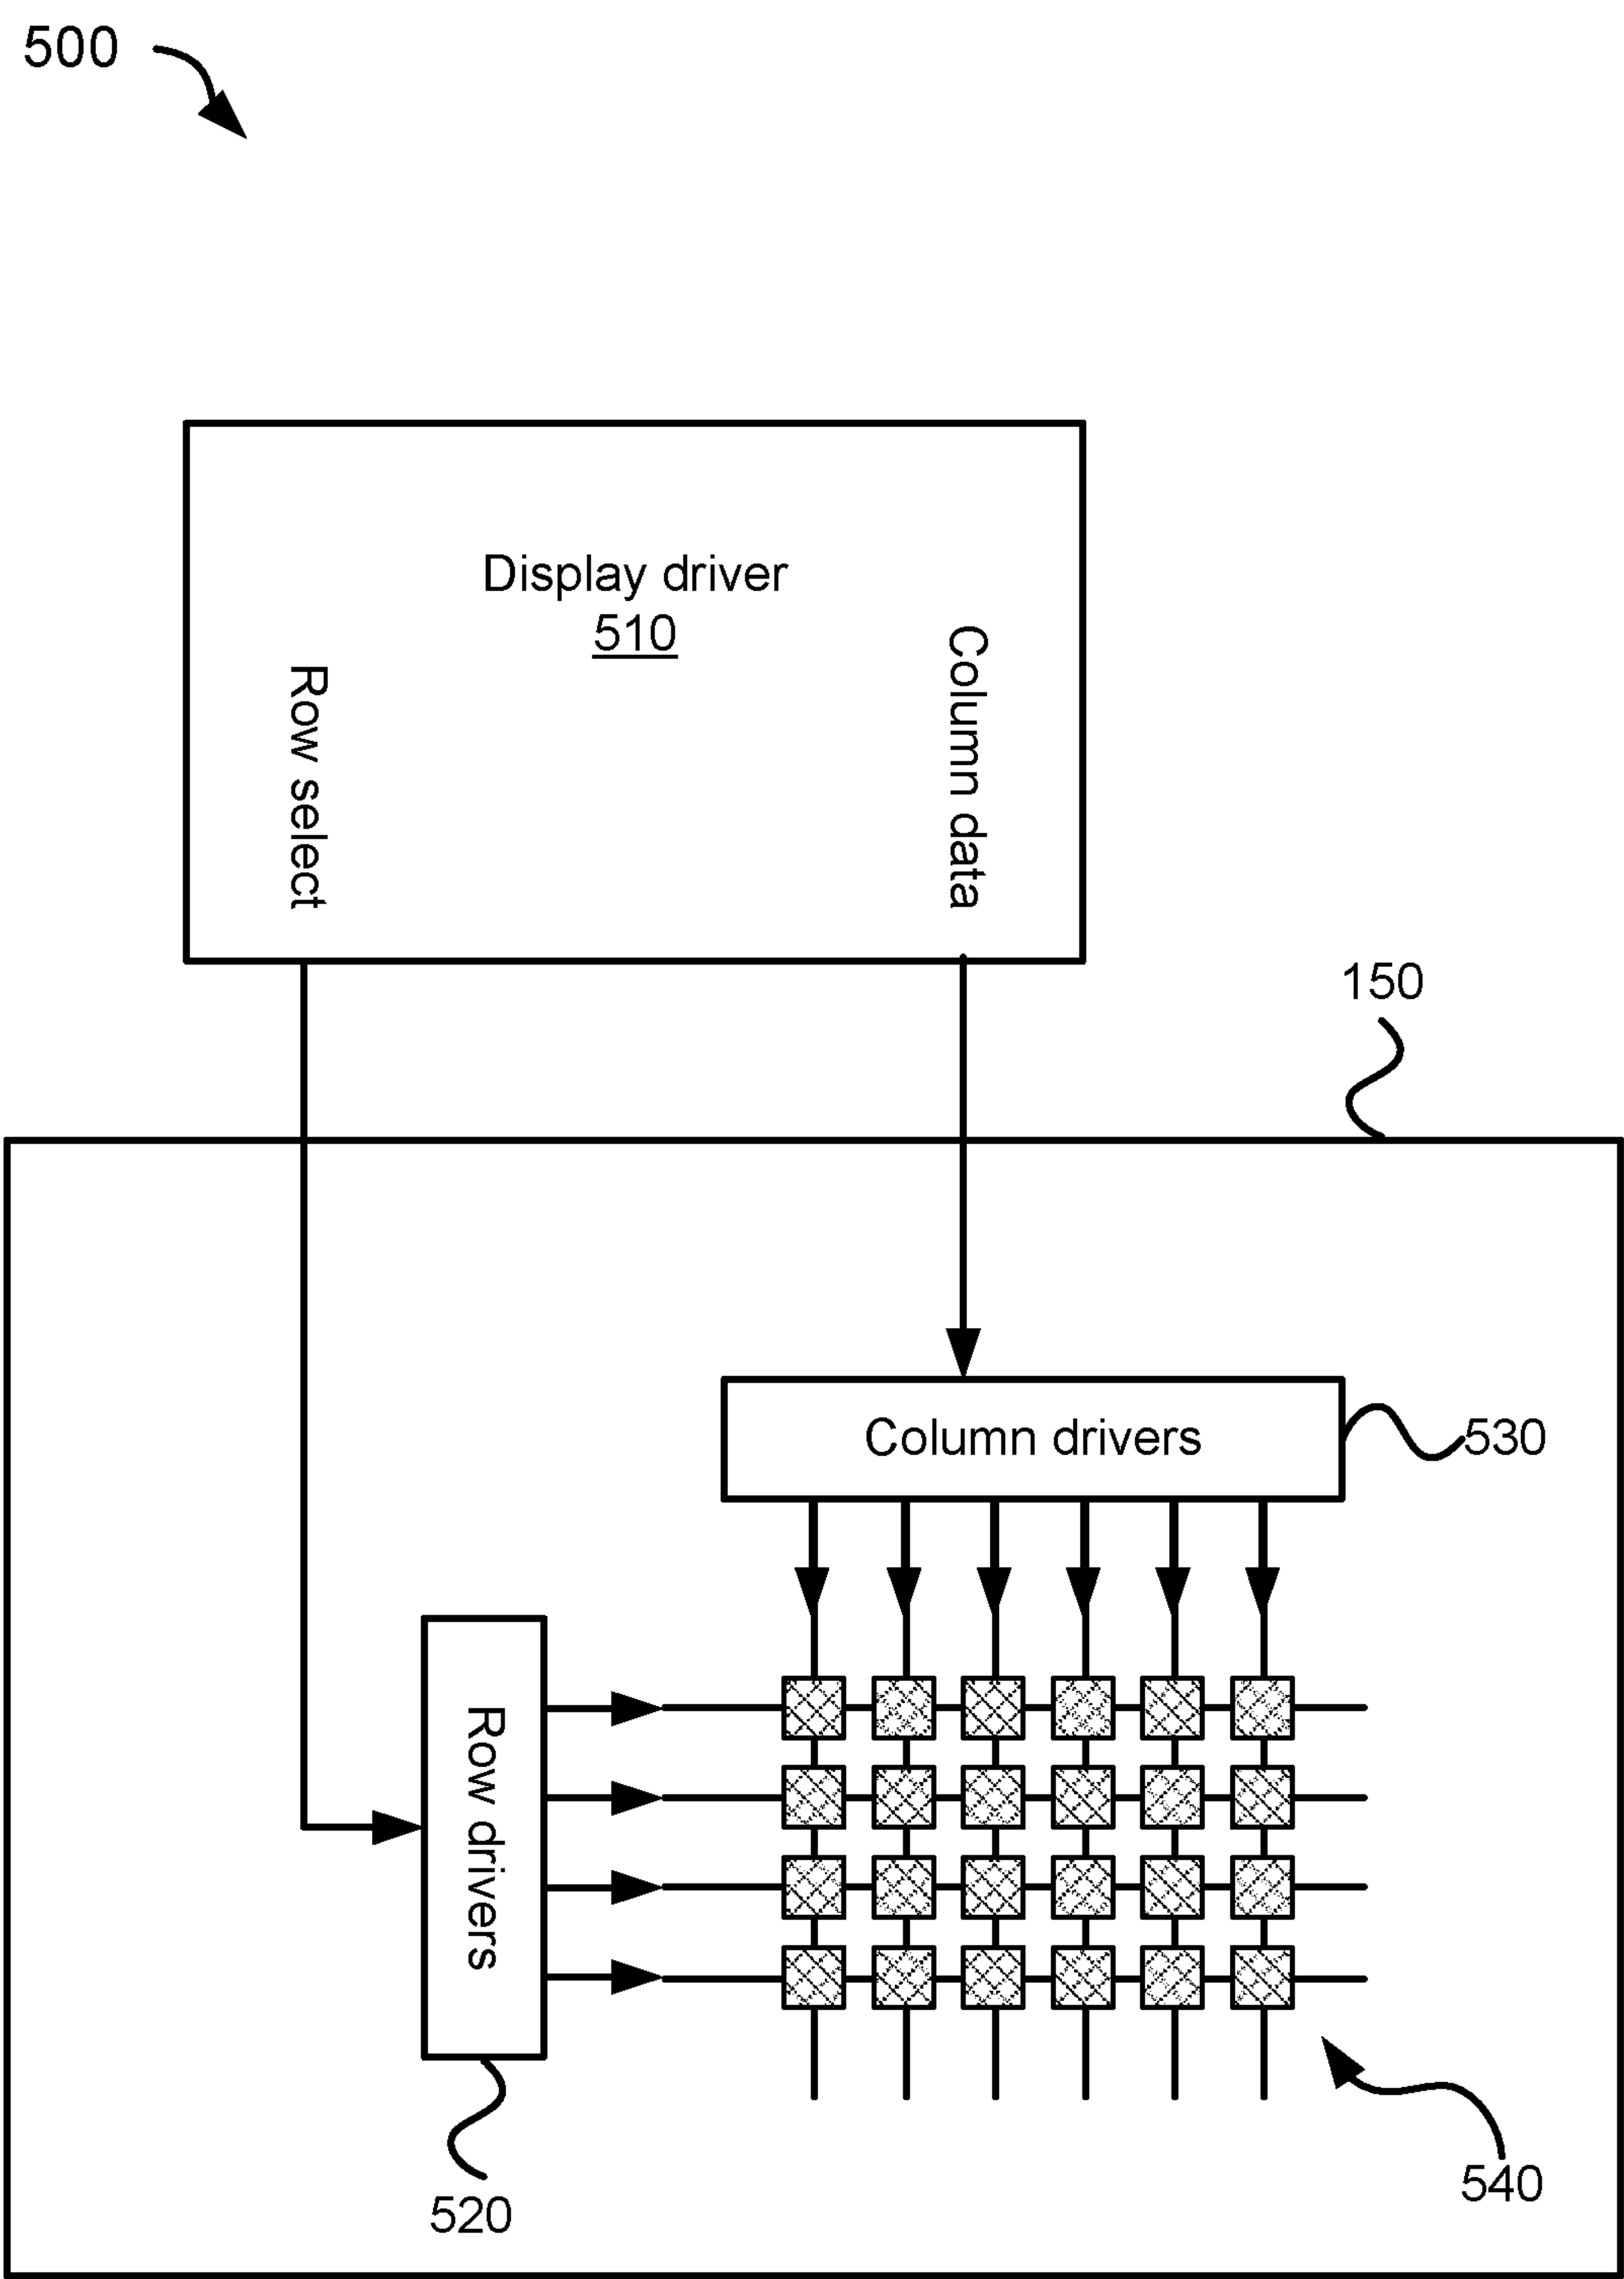 500
Display driver
510
Row select
Column data
150
Column drivers
530
Row drivers
520
540